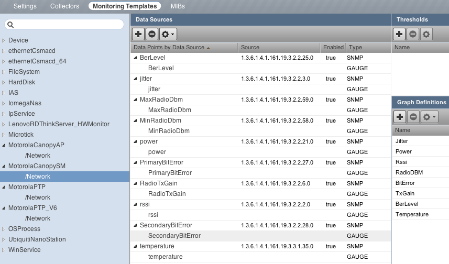 Settings Collectors Monitoring Templates MIBs
Data Sources
Thresholds
Data Points by Data Source Source Enabled Type
Name
Device
ethernetCsmacd
ethernetCsmacd_64
FileSystem
HardDisk
IAS
IomegaNas
IpService
LenovoRDThinkServer_HWMonitor
Microtick
MotorolaCanopyAP
/Network
MotorolaCanopySM
/Network
MotorolaPTP
/Network
MotorolaPTP_V6
/Network
OSProcess
UbiquitiNanoStation
WinService
BerLevel 1.3.6.1.4.1.161.19.3.2.2.25.0 true SNMP
BerLevel GAUGE
jitter 1.3.6.1.4.1.161.19.3.2.2.3.0 true SNMP
jitter GAUGE
MaxRadioDbm 1.3.6.1.4.1.161.19.3.2.2.59.0 true SNMP
MaxRadioDbm GAUGE
MinRadioDbm 1.3.6.1.4.1.161.19.3.2.2.58.0 true SNMP
MinRadioDbm GAUGE
power 1.3.6.1.4.1.161.19.3.2.2.21.0 true SNMP
power GAUGE
PrimaryBitError 1.3.6.1.4.1.161.19.3.2.2.27.0 true SNMP
PrimaryBitError GAUGE
RadioTxGain 1.3.6.1.4.1.161.19.3.2.2.6.0 true SNMP
RadioTxGain GAUGE
rssi 1.3.6.1.4.1.161.19.3.2.2.2.0 true SNMP
rssi GAUGE
SecondaryBitError 1.3.6.1.4.1.161.19.3.2.2.28.0 true SNMP
SecondaryBitError GAUGE
temperature 1.3.6.1.4.1.161.19.3.3.1.35.0 true SNMP
temperature GAUGE
Graph Definitions
Name
Jitter
Power
Rssi
RadioDBM
BitError
TxGain
BerLevel
Temperature